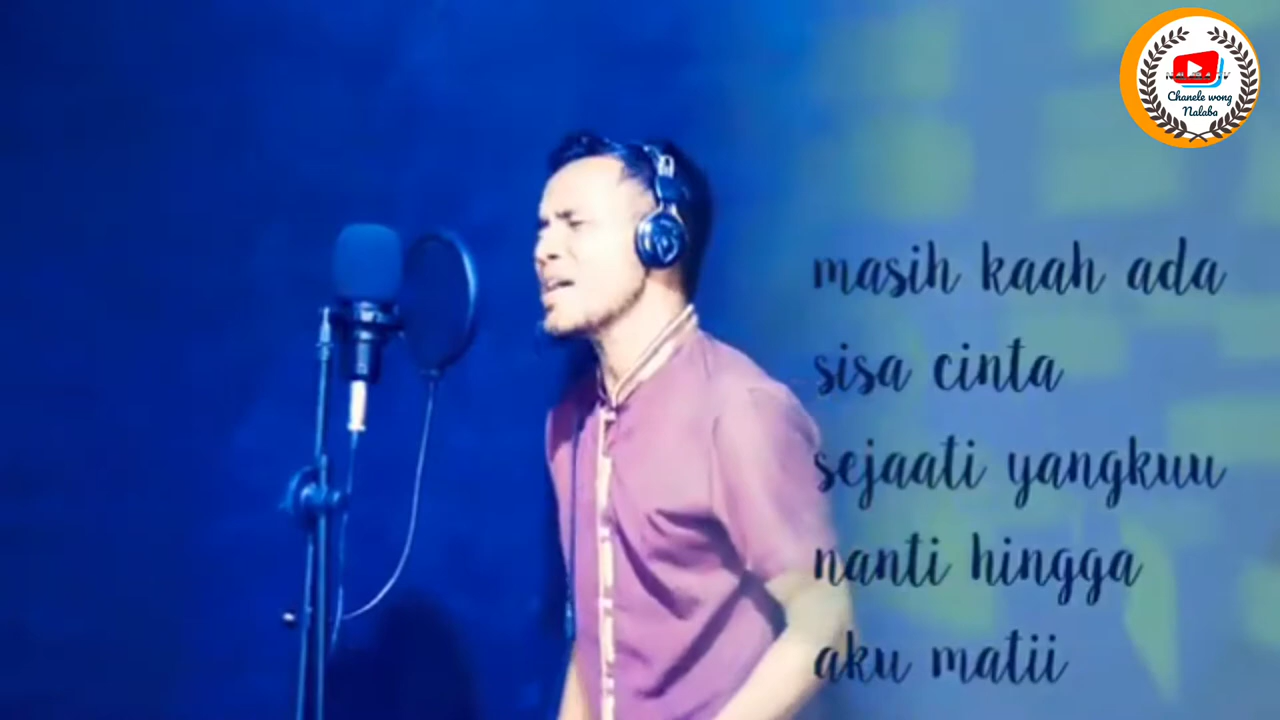 Chanele wong
Nalaba
masih kaah ada
sisa cinta
sejaati yangkuu
nanti hingga
aku matii